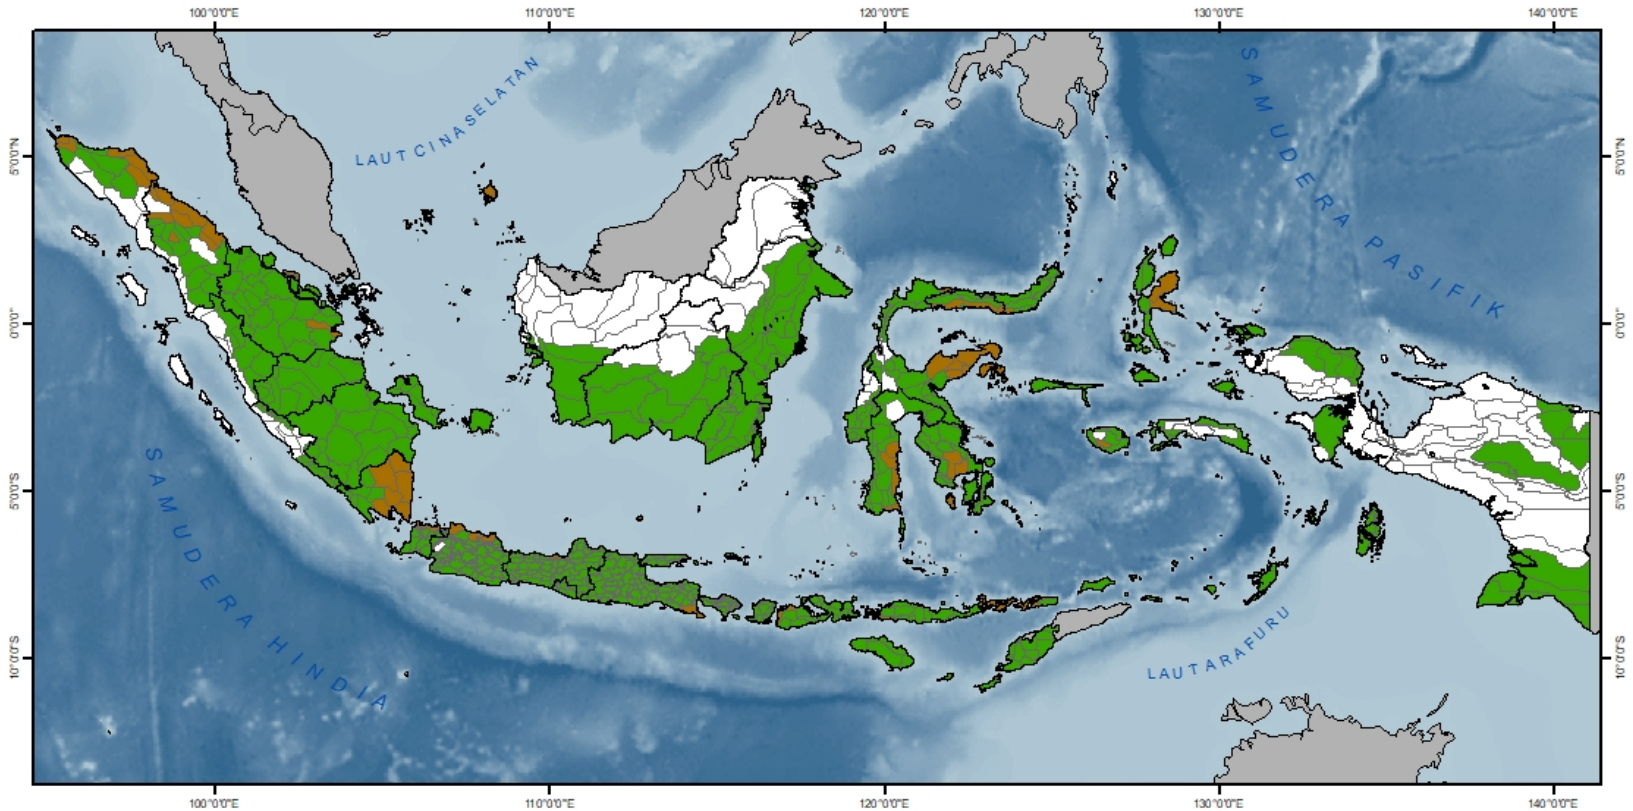 100°0'0"E 110°0'0"E 120°0'0"E 130°0'0"E 140°0'0"E
LAUT CINA SELATAN
SAMUDERA PASIFIK
5°0'0"N 5°0'0"N
0°0'0" 0°0'0"
5°0'0"S 5°0'0"S
SAMUDERA HINDIA
LAUT ARAFURU
10°0'0"S 10°0'0"S
100°0'0"E 110°0'0"E 120°0'0"E 130°0'0"E 140°0'0"E